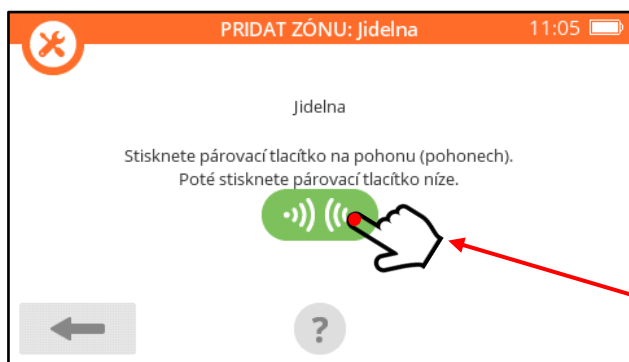 PRIDAT ZÓNU: Jidelna
11:05
Jidelna
Stisknete párovací tlacítko na pohonu (pohonech).
Poté stisknete párovací tlacítko níze.
?